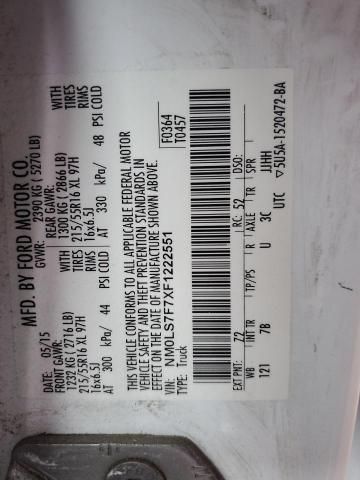 MFD. BY FORD MOTOR CO.
DATE: 05/15 GVWR: 2390 KG ( 5270 LB)
FRONT GAWR: REAR GAWR:
1232 KG ( 2716 LB) 1300 KG ( 2866 LB) WITH
215/55R16 XL 97H 215/55R16 XL 97H TIRES
16x6.5J 16x6.5J RIMS
AT 300 kPa/ 44 PSI COLD AT 330 kPa/ 48 PSI COLD
WITH
TIRES
RIMS
THIS VEHICLE CONFORMS TO ALL APPLICABLE FEDERAL MOTOR
VEHICLE SAFETY AND THEFT PREVENTION STANDARDS IN
EFFECT ON THE DATE OF MANUFACTURE SHOWN ABOVE.
VIN: NM0LS7F7XF1222551
TYPE: Truck
F0364
T0457
EXT PNT: Z2 RC: 52 DSO:
WB INT TR TP/PS R AXLE TR SPR
121 7B U 3C JJHH
UTC ▽5U5A-1520472-BA